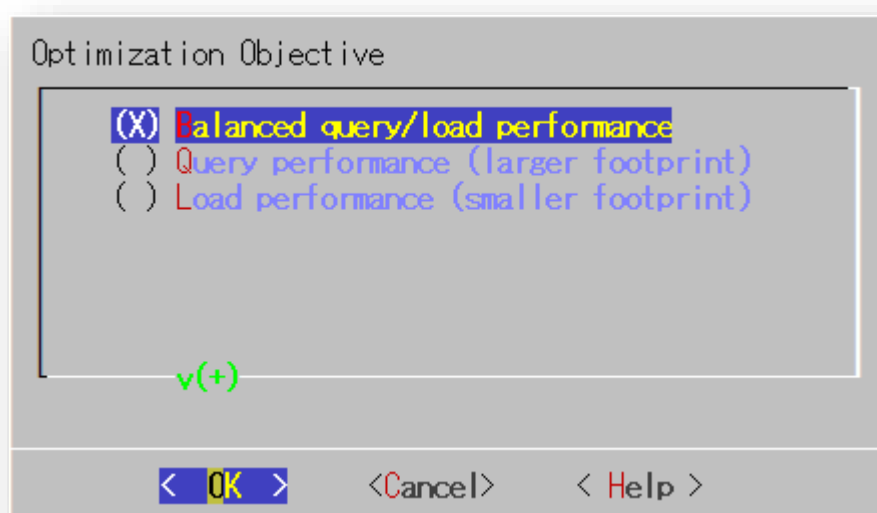 Optimization Objective
(X) Balanced query/load performance
( ) Query performance (larger footprint)
( ) Load performance (smaller footprint)
v(+)
< OK > <Cancel> < Help >